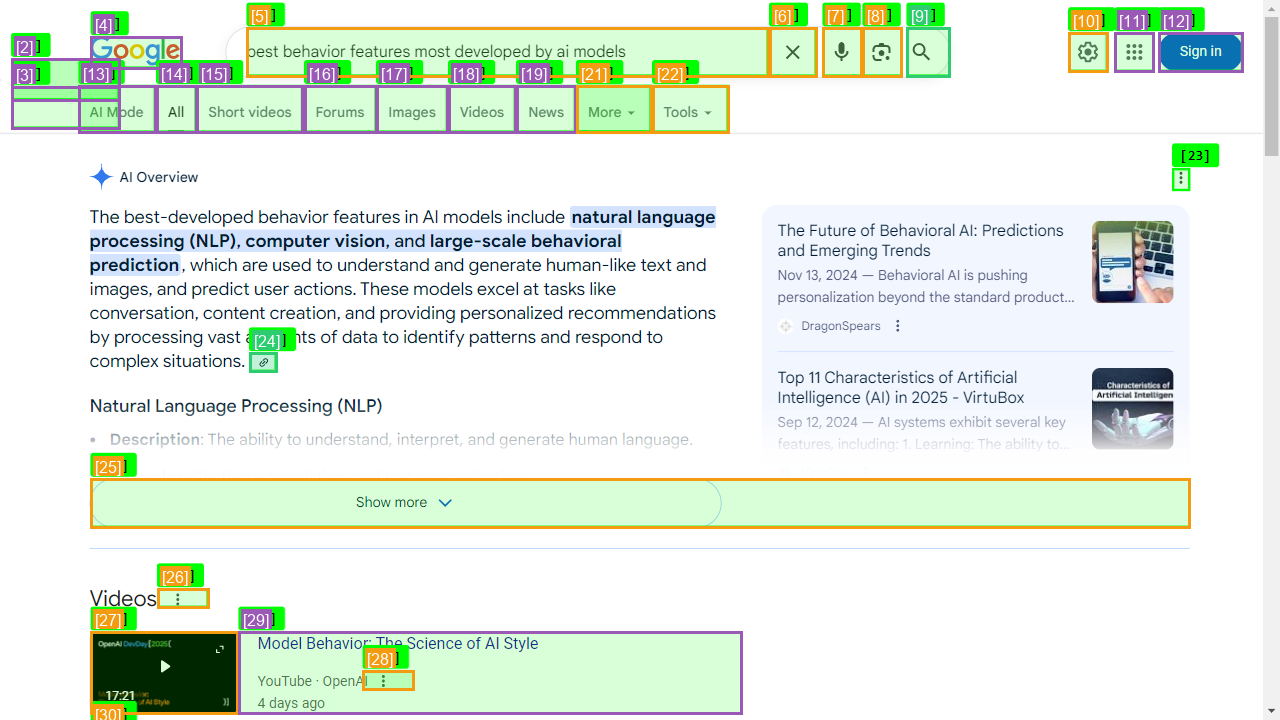 [2]
[4]
[5]
[6]
[7]
[8]
[9]
[10]
[11]
[12]
Google
best behavior features most developed by ai models
Sign in
[3]
[13]
[14]
[15]
[16]
[17]
[18]
[19]
[21]
[22]
AI Mode
All
Short videos
Forums
Images
Videos
News
More
Tools
[23]
AI Overview
The best-developed behavior features in AI models include natural language
processing (NLP), computer vision, and large-scale behavioral
prediction, which are used to understand and generate human-like text and
images, and predict user actions. These models excel at tasks like
conversation, content creation, and providing personalized recommendations
by processing vast nts of data to identify patterns and respond to
[24]
complex situations.
Natural Language Processing (NLP)
• Description: The ability to understand, interpret, and generate human language.
The Future of Behavioral AI: Predictions
and Emerging Trends
Nov 13, 2024 — Behavioral AI is pushing
personalization beyond the standard product...
DragonSpears
Top 11 Characteristics of Artificial
Intelligence (AI) in 2025 - VirtuBox
Sep 12, 2024 — AI systems exhibit several key
features, including: 1. Learning: The ability to...
Characteristics of
Artificial Intelligen
[25]
Show more
[26]
Videos
[27]
[29]
OpenAI DevDay[2025]
17:21
of AI Style
Model Behavior: The Science of AI Style
[28]
YouTube · OpenAI
4 days ago
[30]